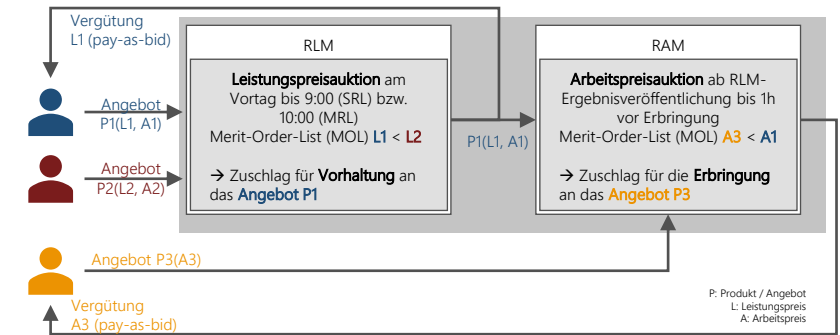 Vergütung
L1 (pay-as-bid)
Angebot
P1(L1, A1)
Angebot
P2(L2, A2)
RLM
Leistungspreisauktion am
Vortag bis 9:00 (SRL) bzw.
10:00 (MRL)
Merit-Order-List (MOL) L1 < L2
→ Zuschlag für Vorhaltung an
das Angebot P1
P1(L1, A1)
RAM
Arbeitspreisauktion ab RLM-
Ergebnisveröffentlichung bis 1h
vor Erbringung
Merit-Order-List (MOL) A3 < A1
→ Zuschlag für die Erbringung
an das Angebot P3
Angebot P3(A3)
Vergütung
A3 (pay-as-bid)
P: Produkt / Angebot
L: Leistungspreis
A: Arbeitspreis